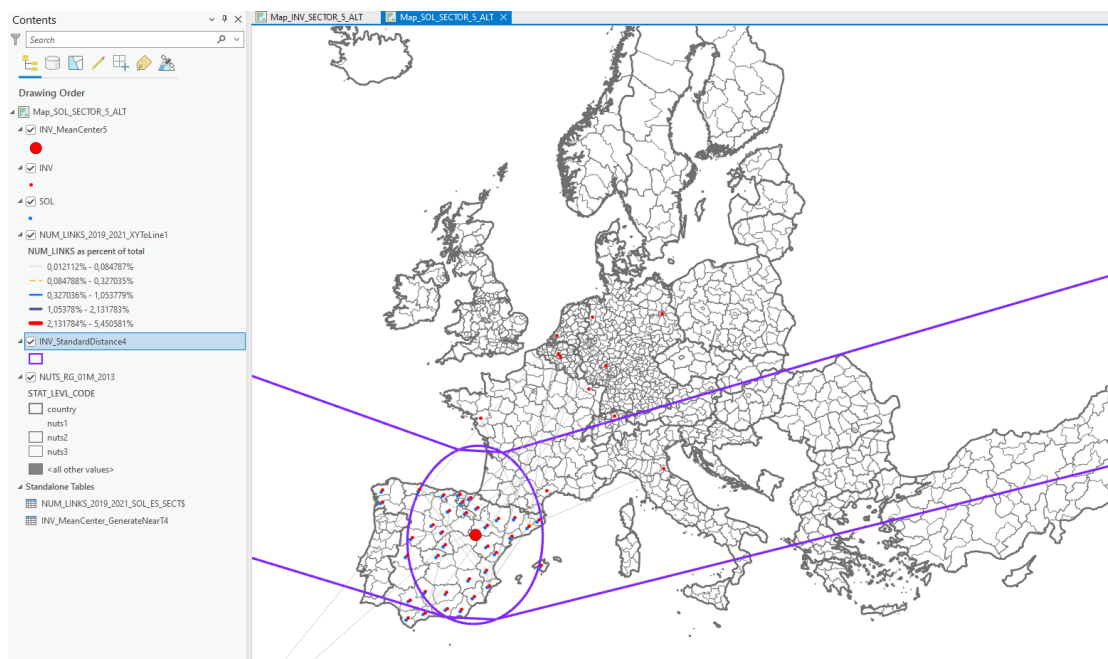 Contents
Map_INV_SECTOR_5_ALT
Map_SOL_SECTOR_5_ALT
Search
Drawing Order
Map_SOL_SECTOR_5_ALT
INV_MeanCenter5
INV
SOL
NUM_LINKS_2019_2021_XYToLine1
NUM_LINKS as percent of total
0,012112% - 0,084787%
0,084788% - 0,327035%
0,327036% - 1,053779%
1,05378% - 2,131783%
2,131784% - 5,450581%
INV_StandardDistance4
NUTS_RG_01M_2013
STAT_LEVL_CODE
country
nuts1
nuts2
nuts3
<all other values>
Standalone Tables
NUM_LINKS_2019_2021_SOL_ES_SECT$
INV_MeanCenter_GenerateNearT4